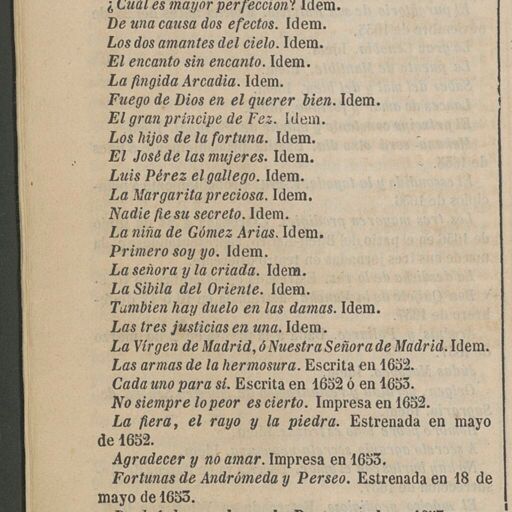 ¿Cuál es mayor perfeccion? Idem.
De una causa dos efectos. Idem.
Los dos amantes del cielo. Idem.
El encanto sin encanto. Idem.
La fingida Arcadia. Idem.
Fuego de Dios en el querer bien. Idem.
El gran príncipe de Fez. Idem.
Los hijos de la fortuna. Idem.
El José de las mujeres. Idem.
Luis Pérez el gallego. Idem.
La Margarita preciosa. Idem.
Nadie fie su secreto. Idem.
La niña de Gómez Arias. Idem.
Primero soy yo. Idem.
La señora y la criada. Idem.
La Sibila del Oriente. Idem.
Tambien hay duelo en las damas. Idem.
Las tres justicias en una. Idem.
La Vírgen de Madrid, ó Nuestra Señora de Madrid. Idem.
Las armas de la hermosura. Escrita en 1652.
Cada uno para sí. Escrita en 1652 ó en 1653.
No siempre lo peor es cierto. Impresa en 1652.
La fiera, el rayo y la piedra. Estrenada en mayo
de 1652.
Agradecer y no amar. Impresa en 1653.
Fortunas de Andrómeda y Perseo. Estrenada en 18 de
mayo de 1653.